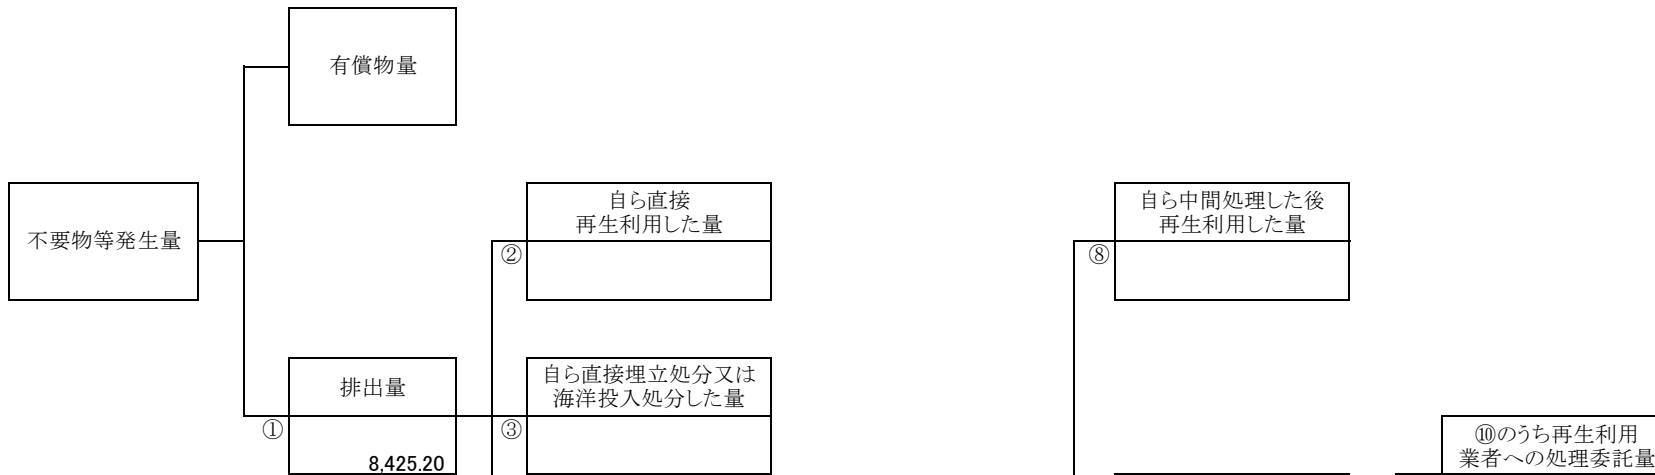 有償物量
不要物等発生量
自ら直接
再生利用した量
②
自ら中間処理した後
再生利用した量
⑧
排出量
①
8,425.20
自ら直接埋立処分又は
海洋投入処分した量
③
⑩のうち再生利用
業者への処理委託量